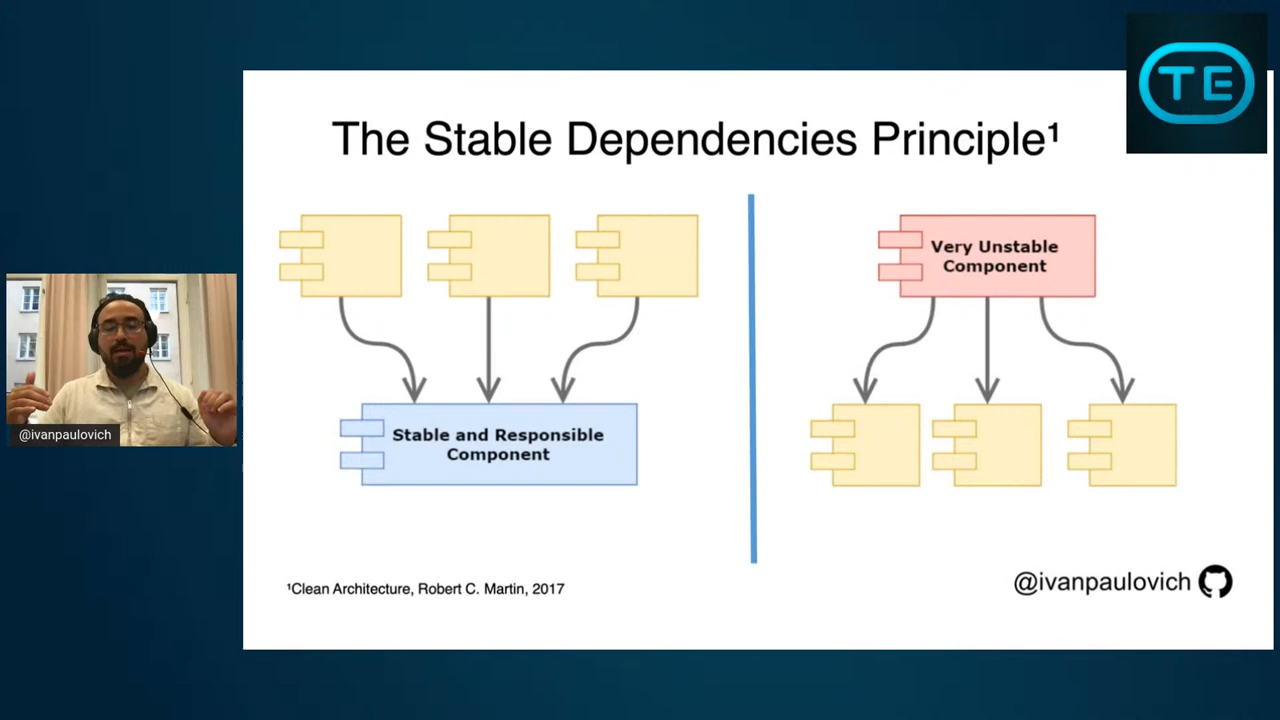 TE
The Stable Dependencies Principle¹
Very Unstable
Component
Stable and Responsible
Component
@ivanpaulovich
¹Clean Architecture, Robert C. Martin, 2017
@ivanpaulovich